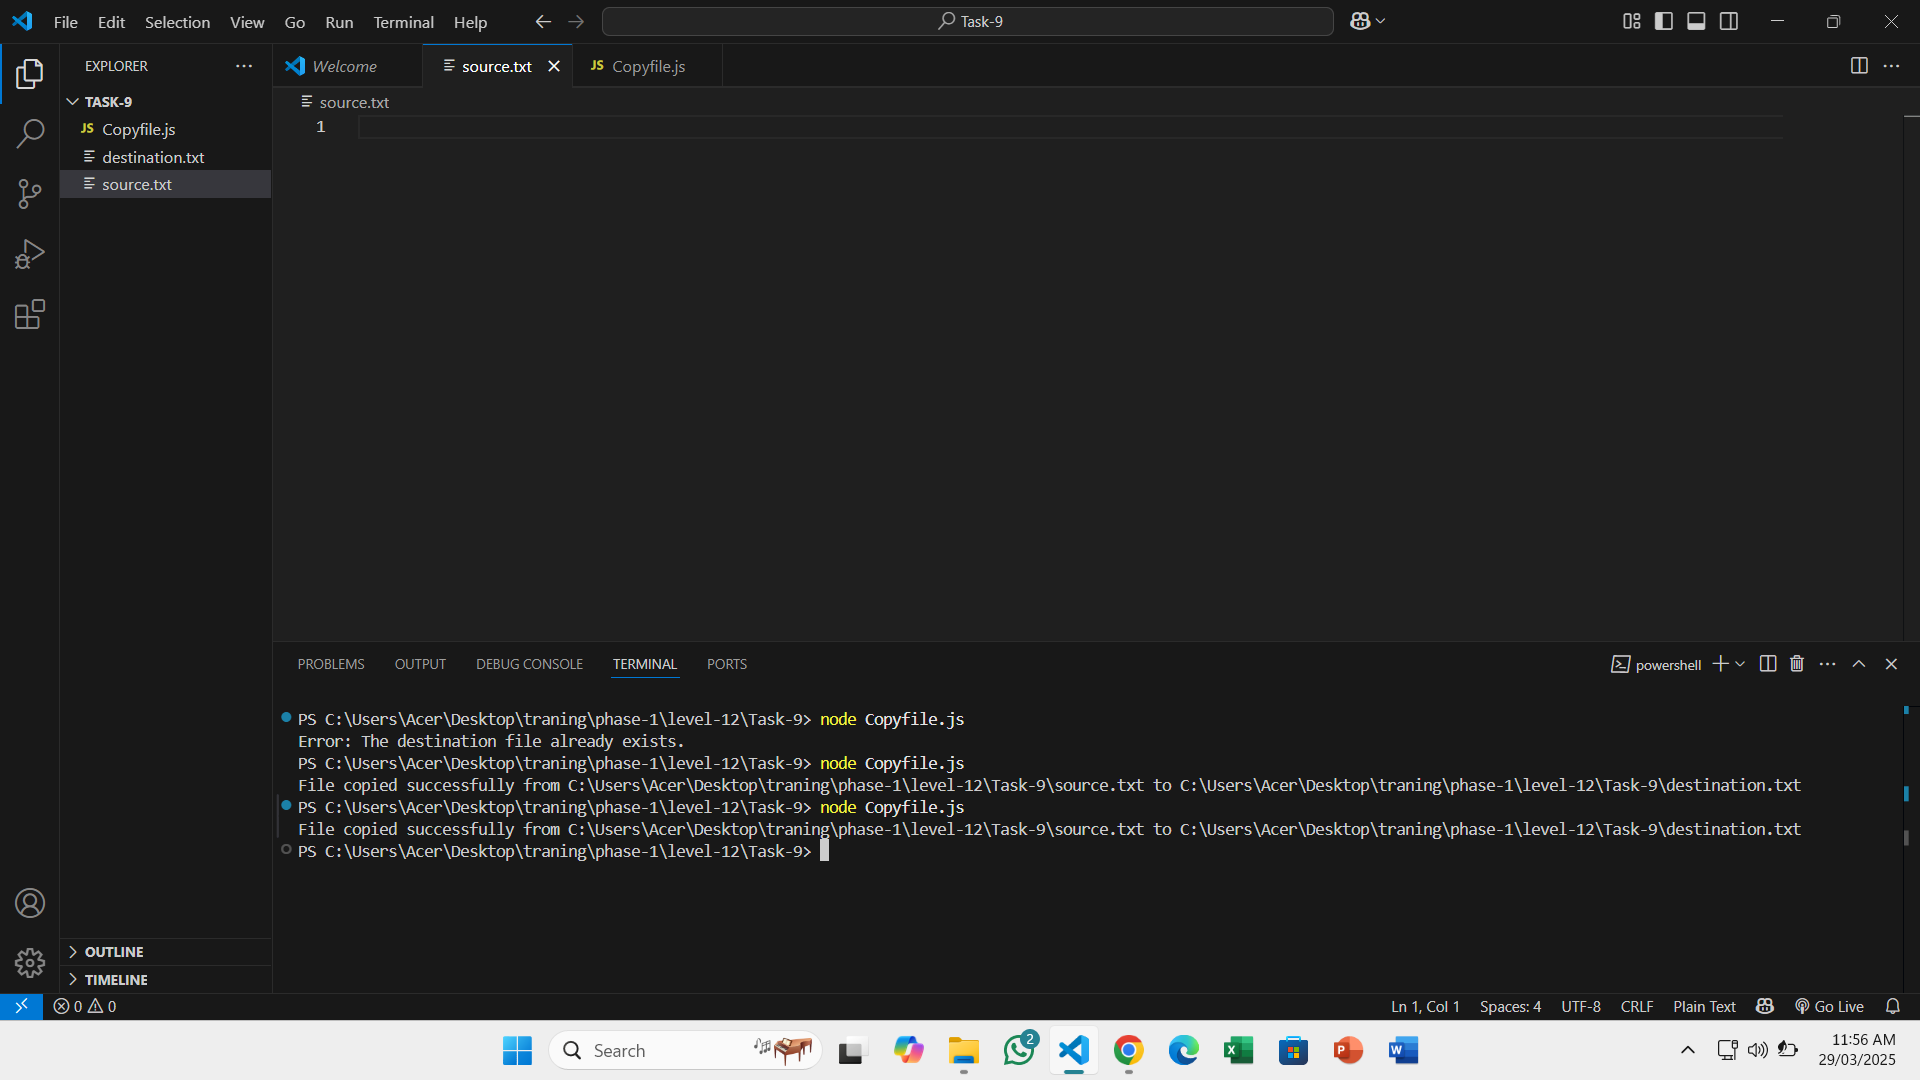 File Edit Selection View Go Run Terminal Help
Task-9
EXPLORER
TASK-9
JS Copyfile.js
destination.txt
source.txt
OUTLINE
TIMELINE
Welcome
source.txt
JS Copyfile.js
source.txt
1
PROBLEMS OUTPUT DEBUG CONSOLE TERMINAL PORTS
powershell
PS C:\Users\Acer\Desktop\traning\phase-1\level-12\Task-9> node Copyfile.js
Error: The destination file already exists.
PS C:\Users\Acer\Desktop\traning\phase-1\level-12\Task-9> node Copyfile.js
File copied successfully from C:\Users\Acer\Desktop\traning\phase-1\level-12\Task-9\source.txt to C:\Users\Acer\Desktop\traning\phase-1\level-12\Task-9\destination.txt
PS C:\Users\Acer\Desktop\traning\phase-1\level-12\Task-9> node Copyfile.js
File copied successfully from C:\Users\Acer\Desktop\traning\phase-1\level-12\Task-9\source.txt to C:\Users\Acer\Desktop\traning\phase-1\level-12\Task-9\destination.txt
PS C:\Users\Acer\Desktop\traning\phase-1\level-12\Task-9>
0 0
Ln 1, Col 1 Spaces: 4 UTF-8 CRLF Plain Text Go Live
Search
2
X
P
W
11:56 AM
29/03/2025